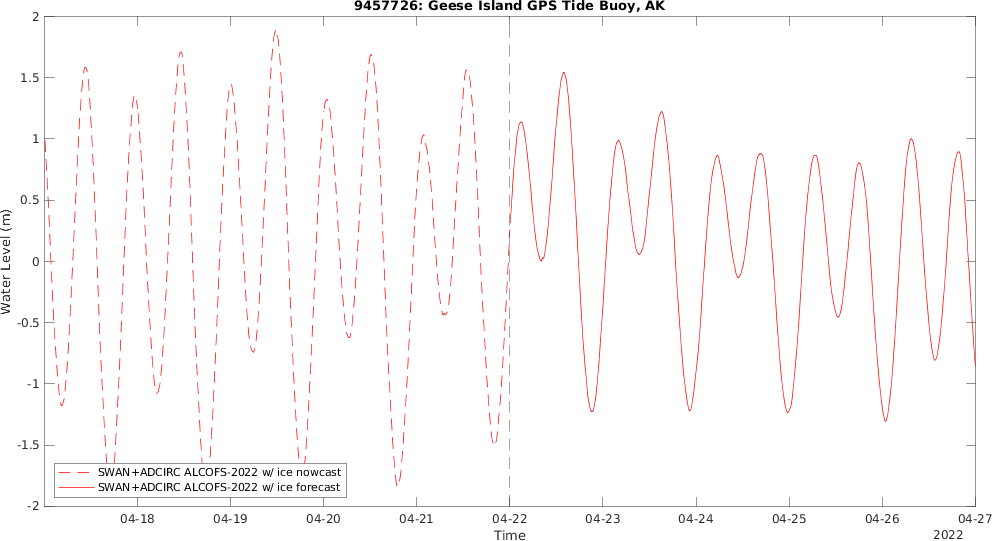 9457726: Geese Island GPS Tide Buoy, AK
2
1.5
1
0.5
0
-0.5
-1
-1.5
-2
Water Level (m)
SWAN+ADCIRC ALCOFS-2022 w/ ice nowcast
SWAN+ADCIRC ALCOFS-2022 w/ ice forecast
04-18 04-19 04-20 04-21 04-22 04-23 04-24 04-25 04-26 04-27
Time
2022